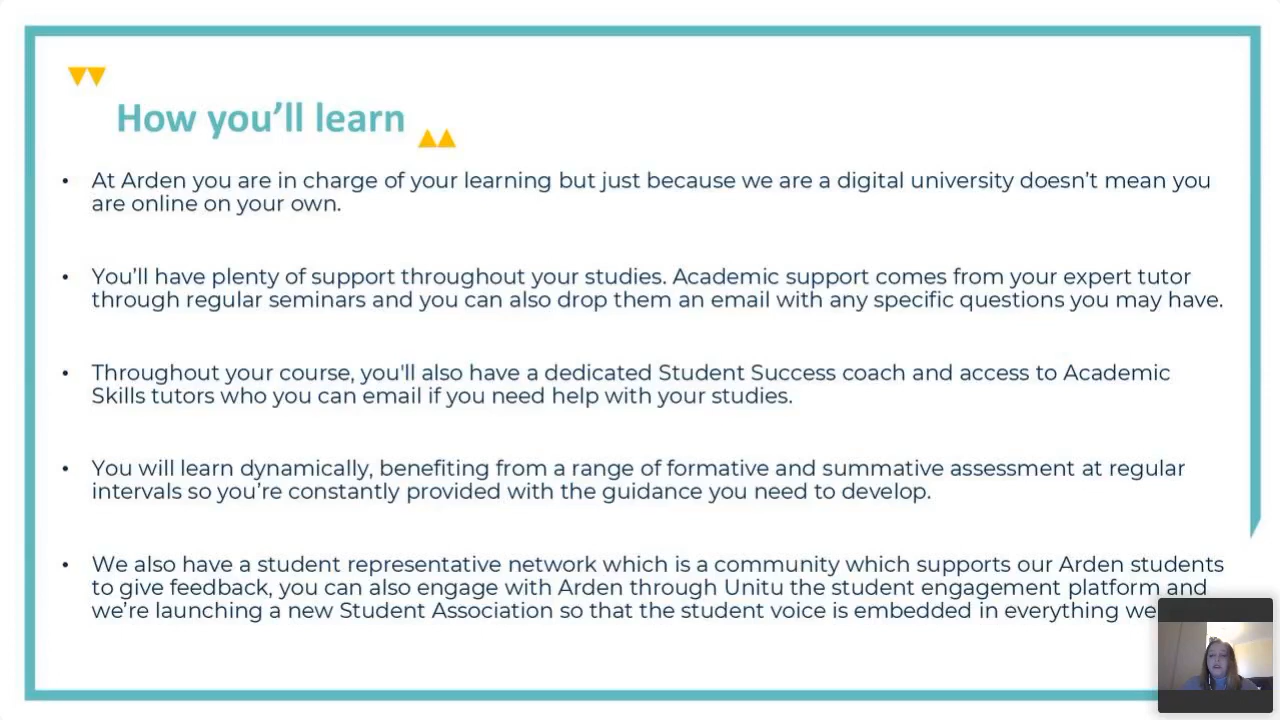 How you’ll learn
• At Arden you are in charge of your learning but just because we are a digital university doesn’t mean you
are online on your own.
• You’ll have plenty of support throughout your studies. Academic support comes from your expert tutor
through regular seminars and you can also drop them an email with any specific questions you may have.
• Throughout your course, you'll also have a dedicated Student Success coach and access to Academic
Skills tutors who you can email if you need help with your studies.
• You will learn dynamically, benefiting from a range of formative and summative assessment at regular
intervals so you’re constantly provided with the guidance you need to develop.
• We also have a student representative network which is a community which supports our Arden students
to give feedback, you can also engage with Arden through Unitu the student engagement platform and
we’re launching a new Student Association so that the student voice is embedded in everything we